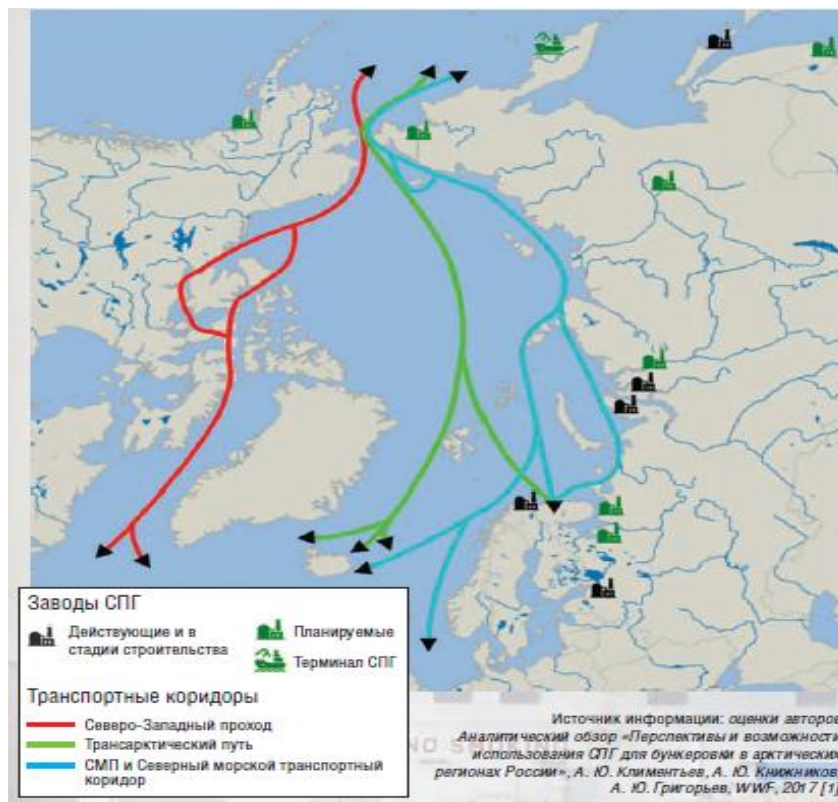 Заводы СПГ
Действующие и в
стадии строительства
Планируемые
Терминал СПГ
Транспортные коридоры
Северо-Западный проход
Трансарктический путь
СМП и Северный морской транспортный
коридор
Источник информации: оценки авторов
Аналитический обзор «Перспективы и возможности
использования СПГ для бункеровки в арктических
регионах России», А. Ю. Климентьев, А. Ю. Книжников,
А. Ю. Григорьев, WWF, 2017 [1]